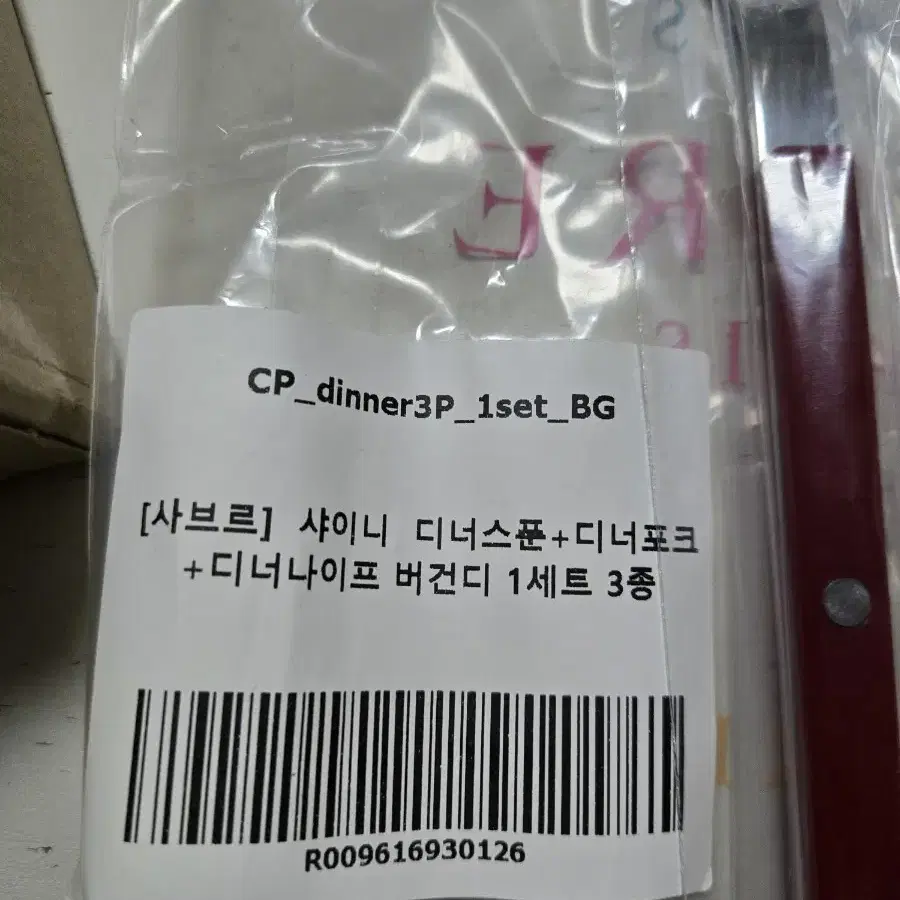 RE
CP_dinner3P_1set_BG
[사브르] 샤이니 디너스푼+디너포크
+디너나이프 버건디 1세트 3종
R009616930126